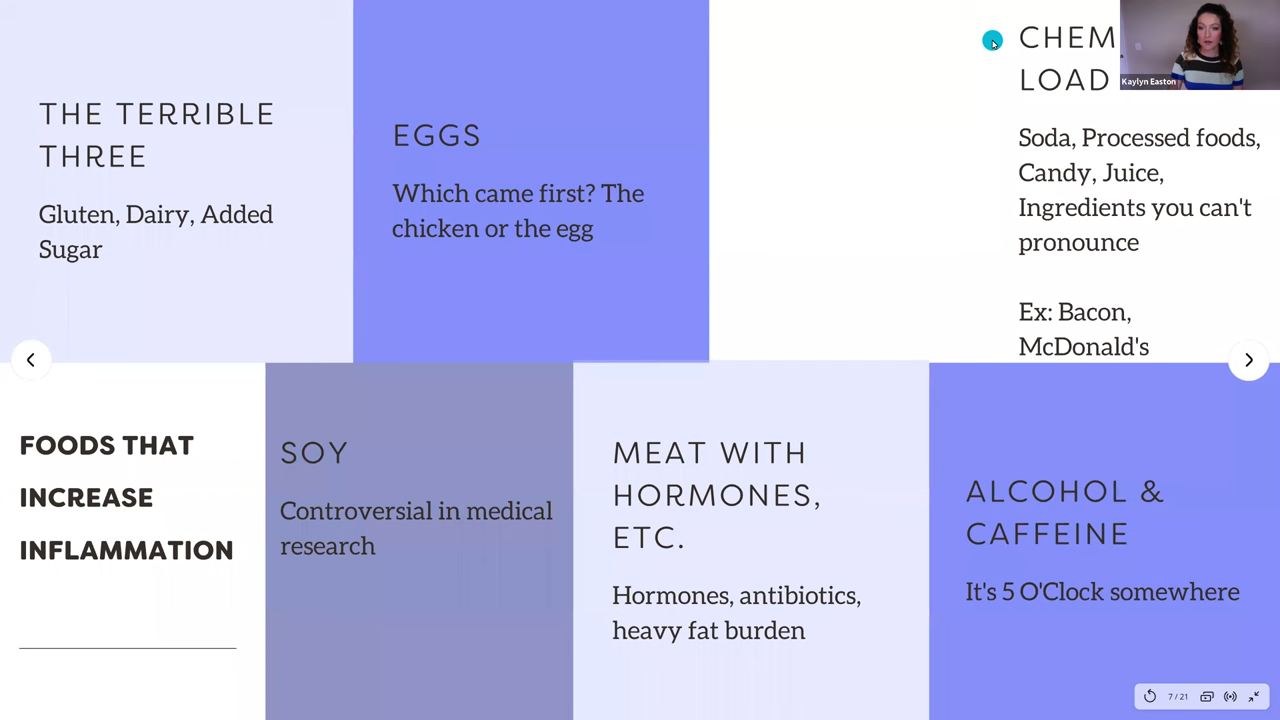 THE TERRIBLE
THREE
Gluten, Dairy, Added
Sugar
EGGS
Which came first? The
chicken or the egg
CHEM
LOAD
Kaylyn Easton
Soda, Processed foods,
Candy, Juice,
Ingredients you can't
pronounce
Ex: Bacon,
McDonald's
FOODS THAT
INCREASE
INFLAMMATION
SOY
Controversial in medical
research
MEAT WITH
HORMONES,
ETC.
Hormones, antibiotics,
heavy fat burden
ALCOHOL &
CAFFEINE
It's 5 O'Clock somewhere
7 / 21